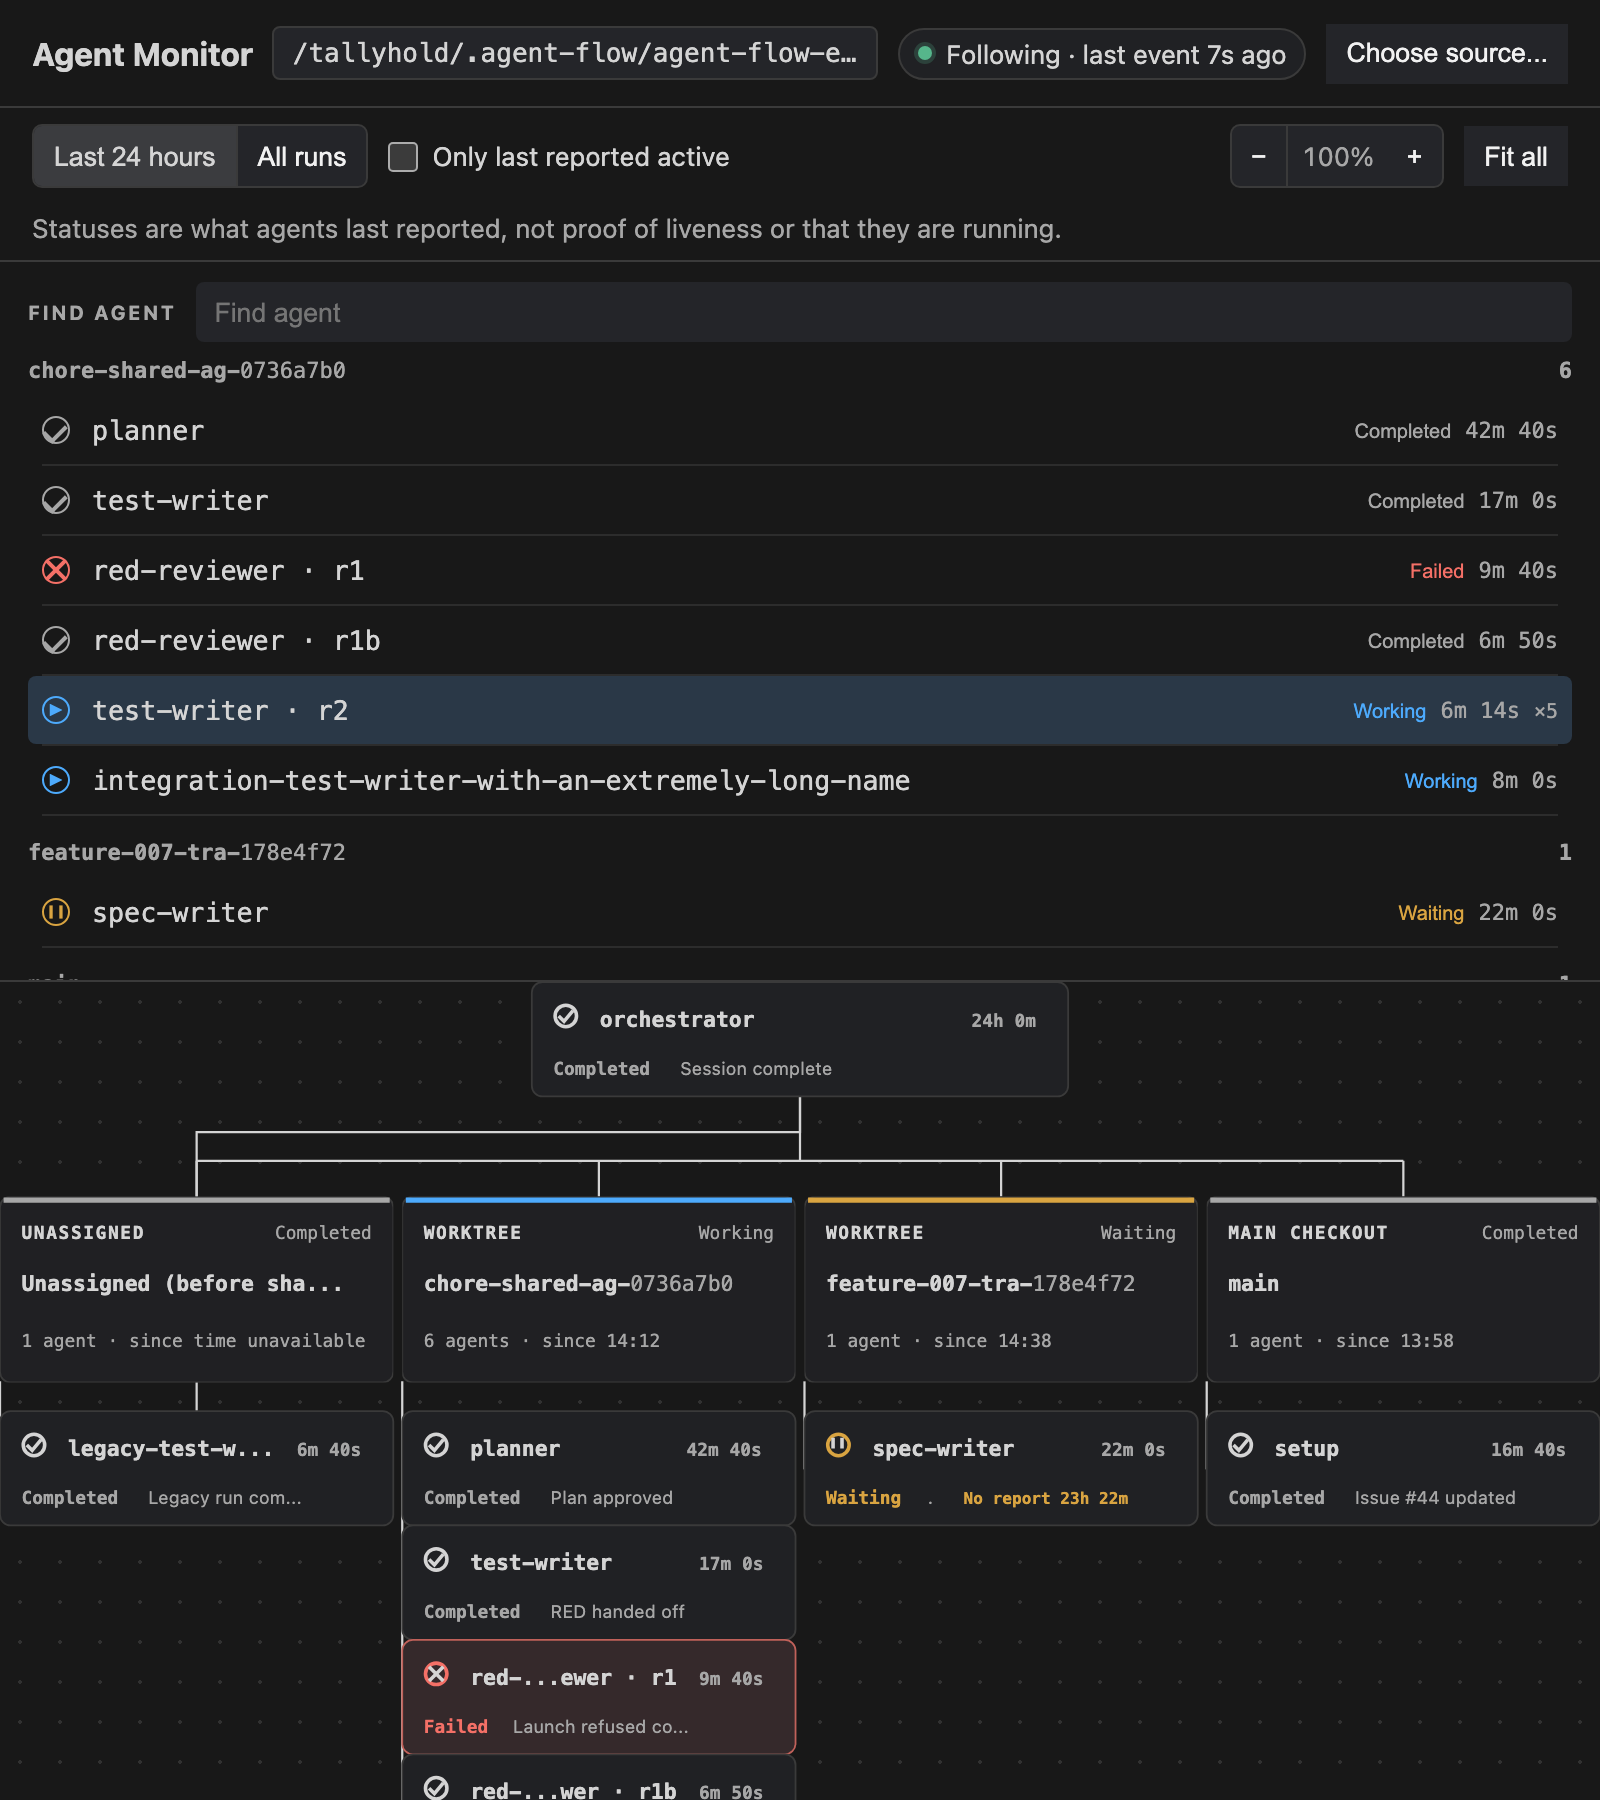 Agent Monitor
/tallyhold/.agent-flow/agent-flow-e…
Following · last event 7s ago
Choose source...
Last 24 hours
All runs
Only last reported active
−
100%
+
Fit all
Statuses are what agents last reported, not proof of liveness or that they are running.
FIND AGENT
Find agent
chore-shared-ag-0736a7b0 6
planner Completed 42m 40s
test-writer Completed 17m 0s
red-reviewer · r1 Failed 9m 40s
red-reviewer · r1b Completed 6m 50s
test-writer · r2 Working 6m 14s ×5
integration-test-writer-with-an-extremely-long-name Working 8m 0s
feature-007-tra-178e4f72 1
spec-writer Waiting 22m 0s
orchestrator 24h 0m
Completed Session complete
UNASSIGNED Completed
Unassigned (before sha...
1 agent · since time unavailable
WORKTREE Working
chore-shared-ag-0736a7b0
6 agents · since 14:12
WORKTREE Waiting
feature-007-tra-178e4f72
1 agent · since 14:38
MAIN CHECKOUT Completed
main
1 agent · since 13:58
legacy-test-w... 6m 40s
Completed Legacy run com...
planner 42m 40s
Completed Plan approved
spec-writer 22m 0s
Waiting . No report 23h 22m
setup 16m 40s
Completed Issue #44 updated
test-writer 17m 0s
Completed RED handed off
red-...ewer · r1 9m 40s
Failed Launch refused co...
red-...wer · r1b 6m 50s